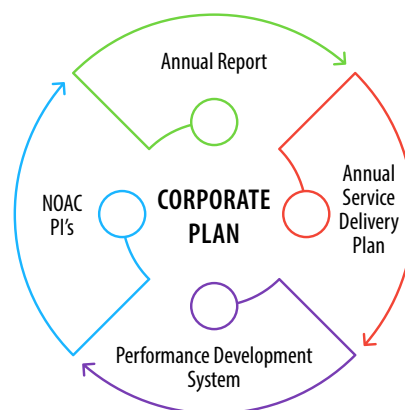 Annual Report
NOAC
PI's
CORPORATE
PLAN
Annual
Service
Delivery
Plan
Performance Development
System